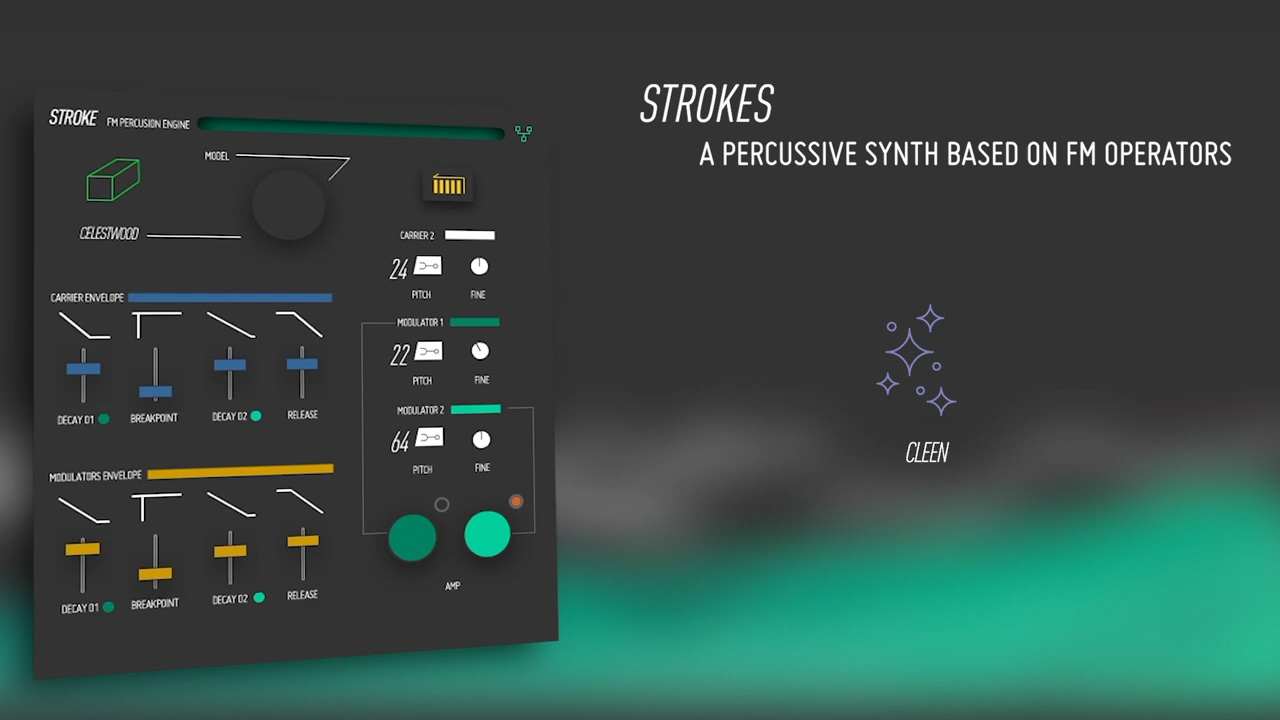 STROKE FM PERCUSION ENGINE
MODEL
CELESTWOOD
CARRIER ENVELOPE
DECAY 01
BREAKPOINT
DECAY 02
RELEASE
MODULATORS ENVELOPE
DECAY 01
BREAKPOINT
DECAY 02
RELEASE
CARRIER 2
24
PITCH
FINE
MODULATOR 1
22
PITCH
FINE
MODULATOR 2
64
PITCH
FINE
AMP
STROKES
A PERCUSSIVE SYNTH BASED ON FM OPERATORS
CLEEN